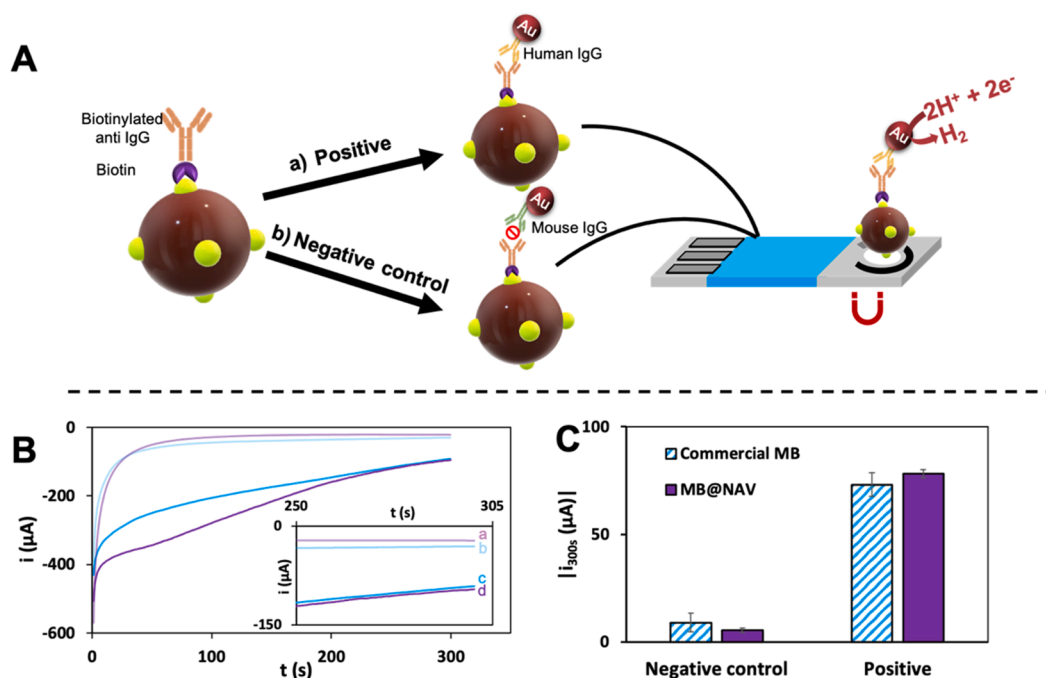 A
Au
Human IgG
Biotinylated
anti IgG
Biotin
a) Positive
b) Negative control
Au
Mouse IgG
Au
2H+ + 2e-
H2
B
0
-200
-400
-600
i (µA)
0
100
200
300
t (s)
250
t (s)
305
0
-150
i (µA)
a
b
c
d
C
100
50
0
|i300s| (µA)
Commercial MB
MB@NAV
Negative control
Positive